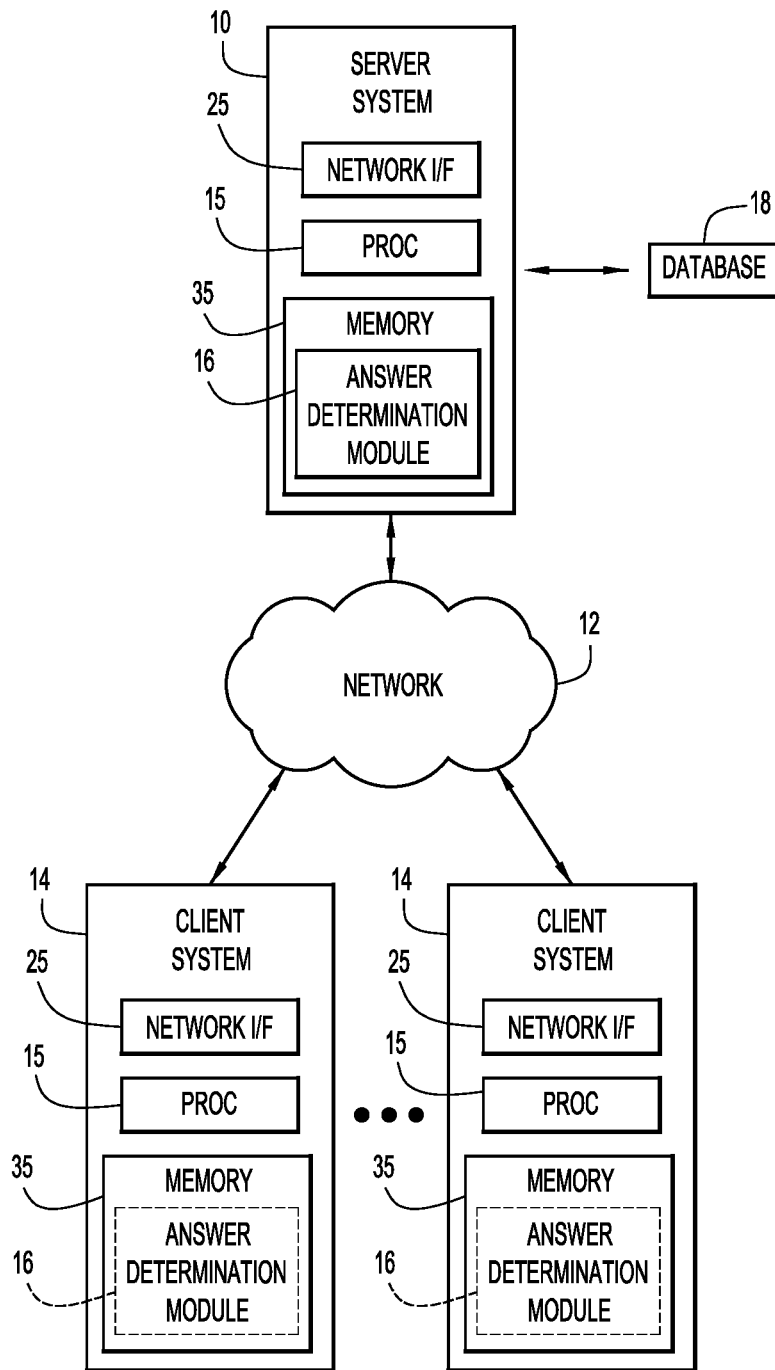 10
SERVER
SYSTEM
25
NETWORK I/F
15
PROC
18
DATABASE
35
MEMORY
16
ANSWER
DETERMINATION
MODULE
12
NETWORK
14
CLIENT
SYSTEM
25
NETWORK I/F
15
PROC
35
MEMORY
16
ANSWER
DETERMINATION
MODULE
14
CLIENT
SYSTEM
25
NETWORK I/F
15
PROC
35
MEMORY
16
ANSWER
DETERMINATION
MODULE